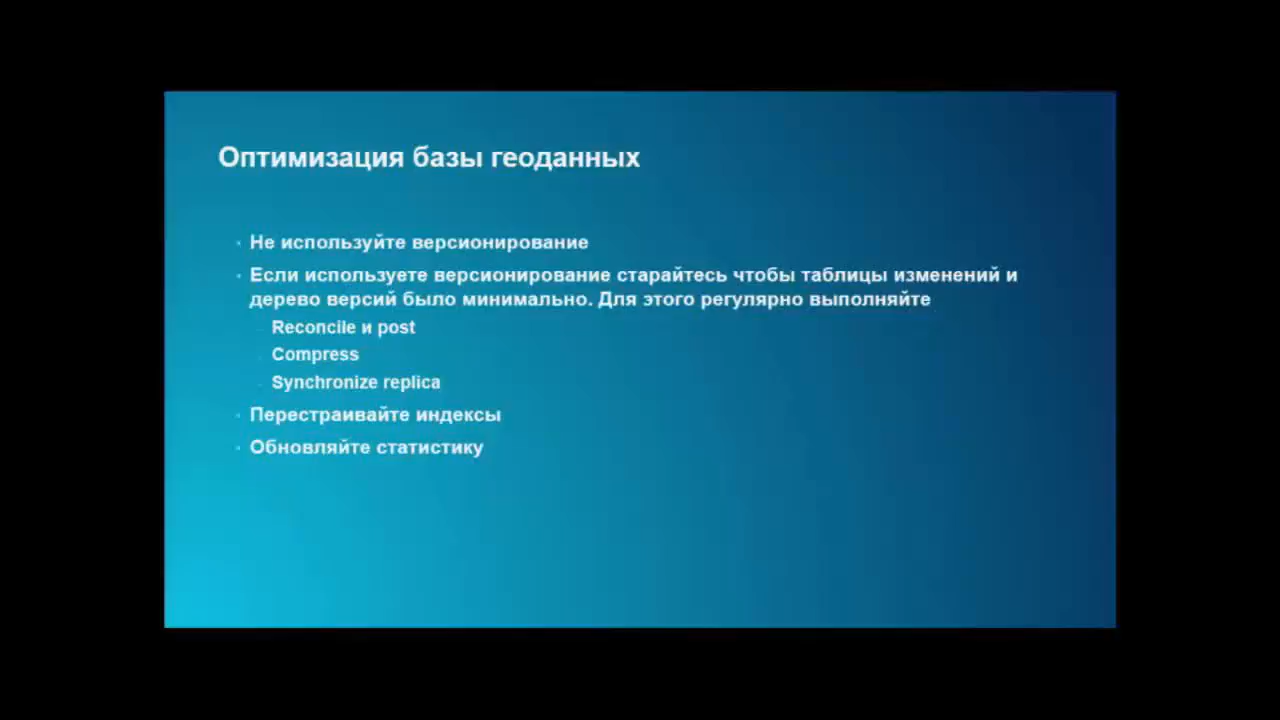 Оптимизация базы геоданных
Не используйте версионирование
Если используете версионирование старайтесь чтобы таблицы изменений и
дерево версий было минимально. Для этого регулярно выполняйте
Reconcile и post
Compress
Synchronize replica
Перестраивайте индексы
Обновляйте статистику